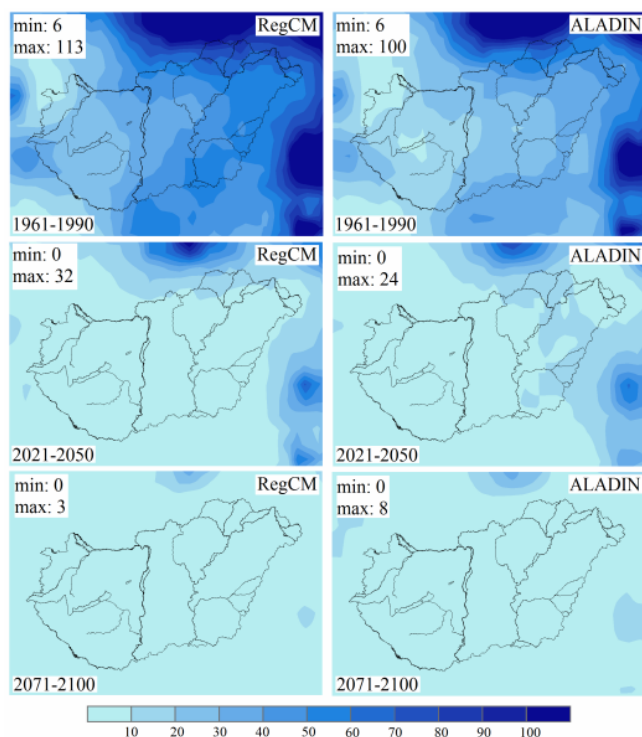 min: 6
max: 113
RegCM
1961-1990
min: 6
max: 100
ALADIN
1961-1990
min: 0
max: 32
RegCM
2021-2050
min: 0
max: 24
ALADIN
2021-2050
min: 0
max: 3
RegCM
2071-2100
min: 0
max: 8
ALADIN
2071-2100
10 20 30 40 50 60 70 80 90 100